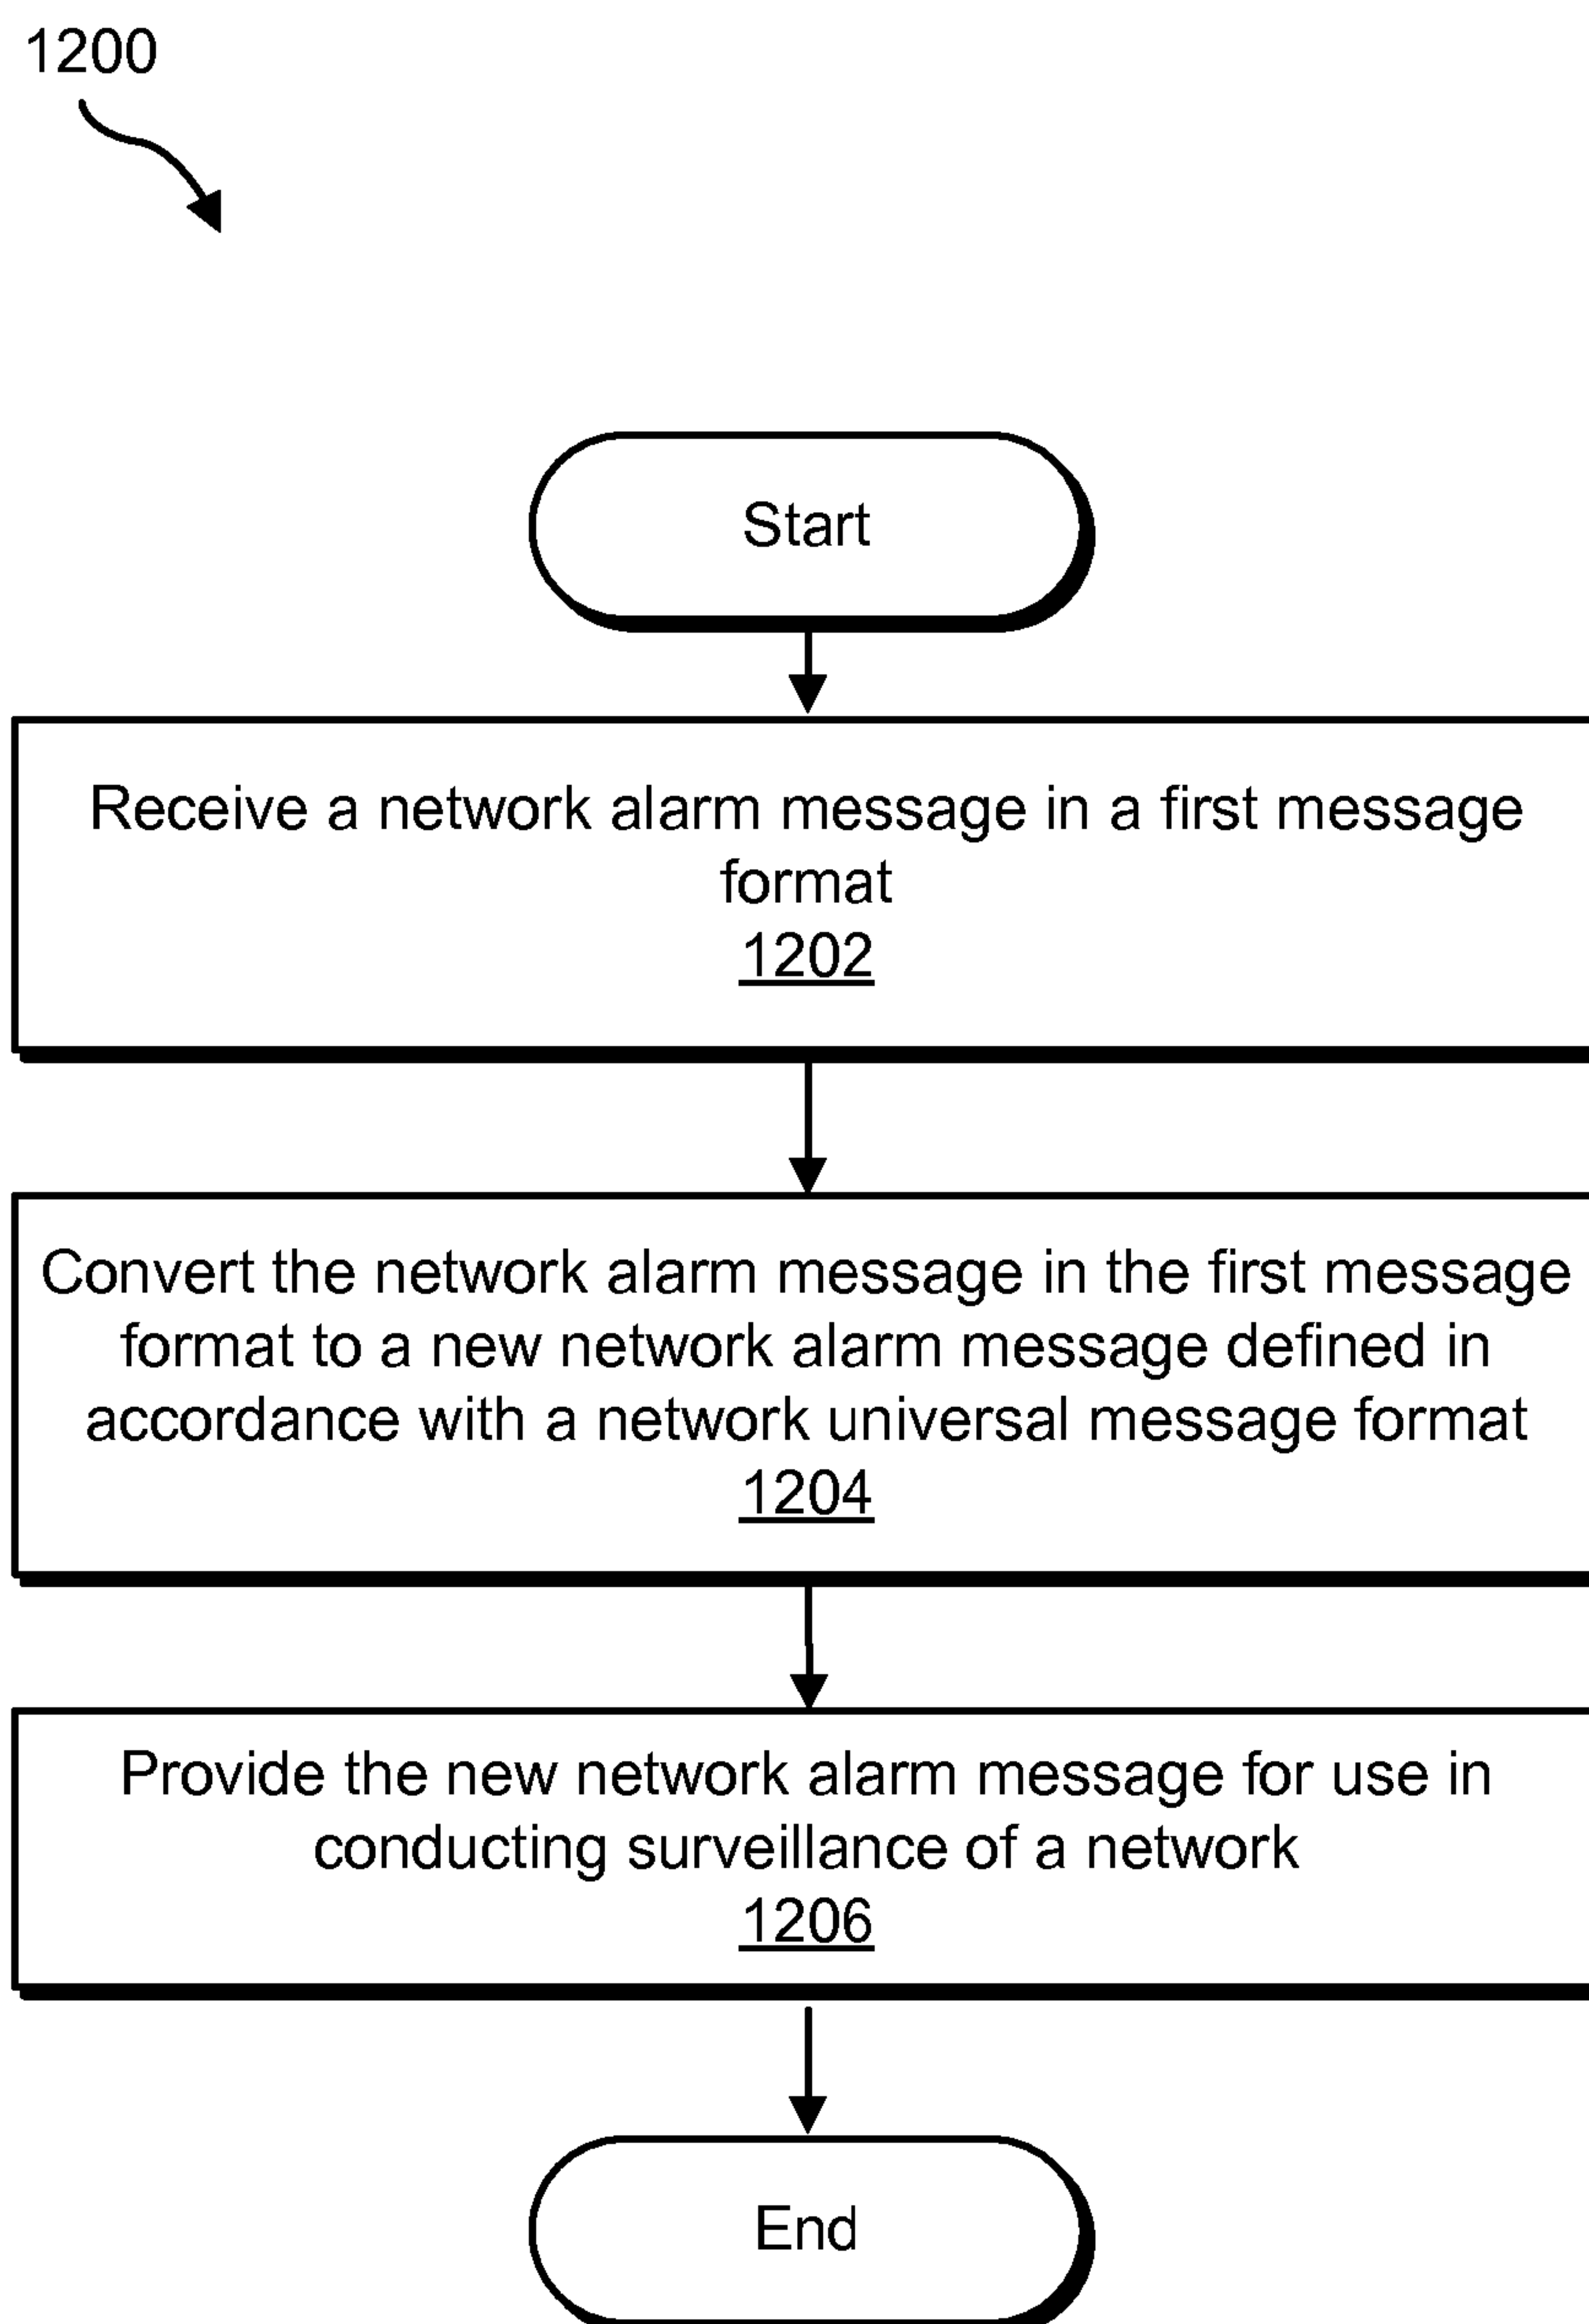 1200
Start
Receive a network alarm message in a first message
format
1202
Convert the network alarm message in the first message
format to a new network alarm message defined in
accordance with a network universal message format
1204
Provide the new network alarm message for use in
conducting surveillance of a network
1206
End